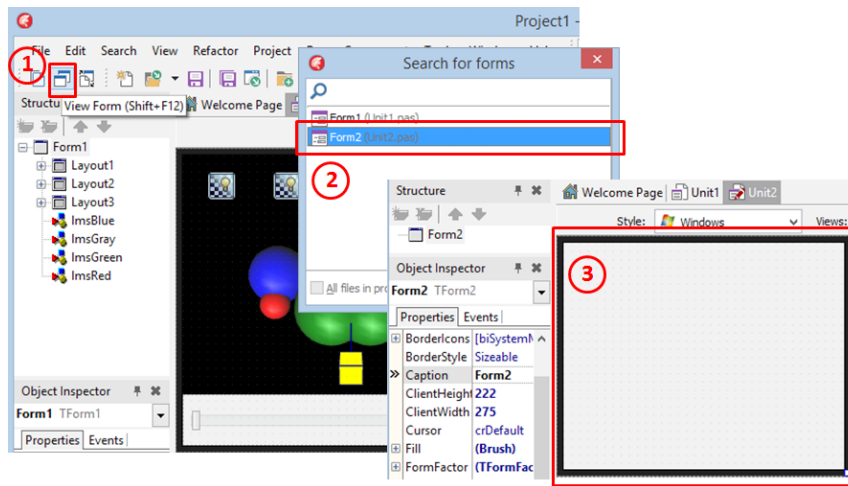 Project1 -
File Edit Search View Refactor Project
1
Structu
View Form (Shift+F12)
Welcome Page
Form1
Layout1
Layout2
Layout3
ImsBlue
ImsGray
ImsGreen
ImsRed
Object Inspector
Form1 TForm1
Properties Events
Search for forms
Form1 (Unit1.pas)
Form2 (Unit2.pas)
2
All files in pro
Structure
Form2
Object Inspector
Form2 TForm2
Properties Events
BorderIcons [biSystemM
BorderStyle Sizeable
Caption Form2
ClientHeight 222
ClientWidth 275
Cursor crDefault
Fill (Brush)
FormFactor (TFormFac
Welcome Page Unit1 Unit2
Style: Windows Views:
3